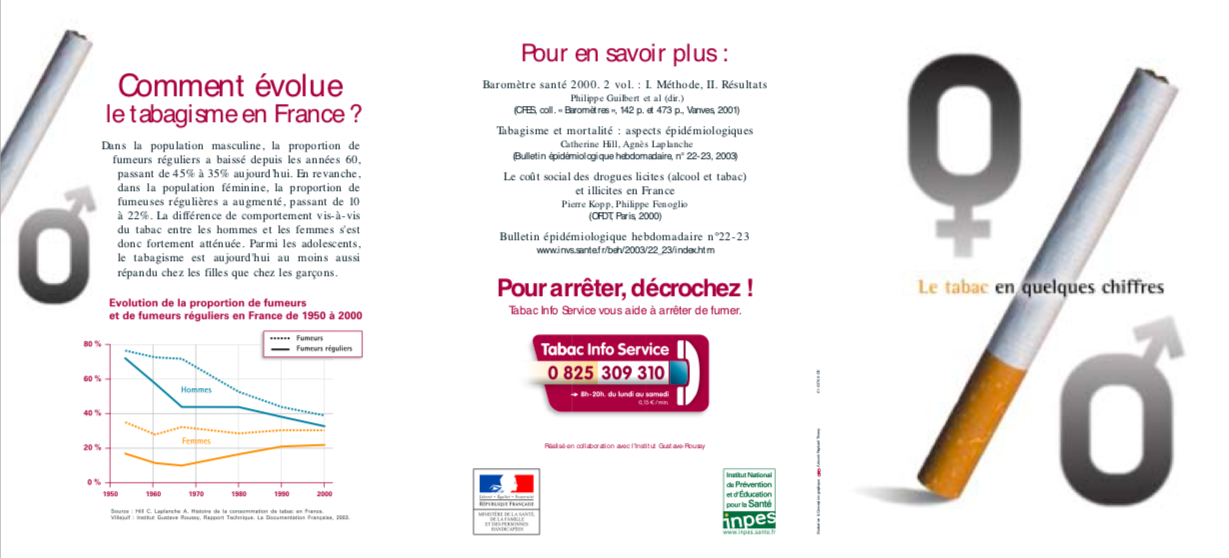 Comment évolue
le tabagisme en France ?
Dans la population masculine, la proportion de
fumeurs réguliers a baissé depuis les années 60,
passant de 45% à 35% aujourd'hui. En revanche,
dans la population féminine, la proportion de
fumeuses régulières a augmenté, passant de 10
à 22%. La différence de comportement vis-à-vis
du tabac entre les hommes et les femmes s'est
donc fortement atténuée. Parmi les adolescents,
le tabagisme est aujourd'hui au moins aussi
répandu chez les filles que chez les garçons.
Evolution de la proportion de fumeurs
et de fumeurs réguliers en France de 1950 à 2000
Fumeurs
Fumeurs réguliers
80 %
60 %
40 %
20 %
0 %
Hommes
Femmes
1950 1960 1970 1980 1990 2000
Source : Hill C, Laplanche A. Histoire de la consommation de tabac en France.
Villejuif : Institut Gustave Roussy, Rapport Technique. La Documentation Française, 2003.
Pour en savoir plus :
Baromètre santé 2000. 2 vol. : I. Méthode, II. Résultats
Philippe Guilbert et al (dir.)
(CFES, coll. « Baromètres », 142 p. et 473 p., Vanves, 2001)
Tabagisme et mortalité : aspects épidémiologiques
Catherine Hill, Agnès Laplanche
(Bulletin épidémiologique hebdomadaire, n° 22-23, 2003)
Le coût social des drogues licites (alcool et tabac)
et illicites en France
Pierre Kopp, Philippe Fenoglio
(OFDT, Paris, 2000)
Bulletin épidémiologique hebdomadaire n°22-23
www.invs.sante.fr/beh/2003/22_23/index.htm
Pour arrêter, décrochez !
Tabac Info Service vous aide à arrêter de fumer.
Tabac Info Service
0 825 309 310
8h-20h. du lundi au samedi
0,15 €/min.
Réalisé en collaboration avec l'Institut Gustave-Roussy
Liberté • Égalité • Fraternité
RÉPUBLIQUE FRANÇAISE
MINISTÈRE DE LA SANTÉ,
DE LA FAMILLE
ET DES PERSONNES
HANDICAPÉES
Institut National
de Prévention
et d'Éducation
pour la Santé
inpes
www.inpes.sante.fr
Le tabac en quelques chiffres